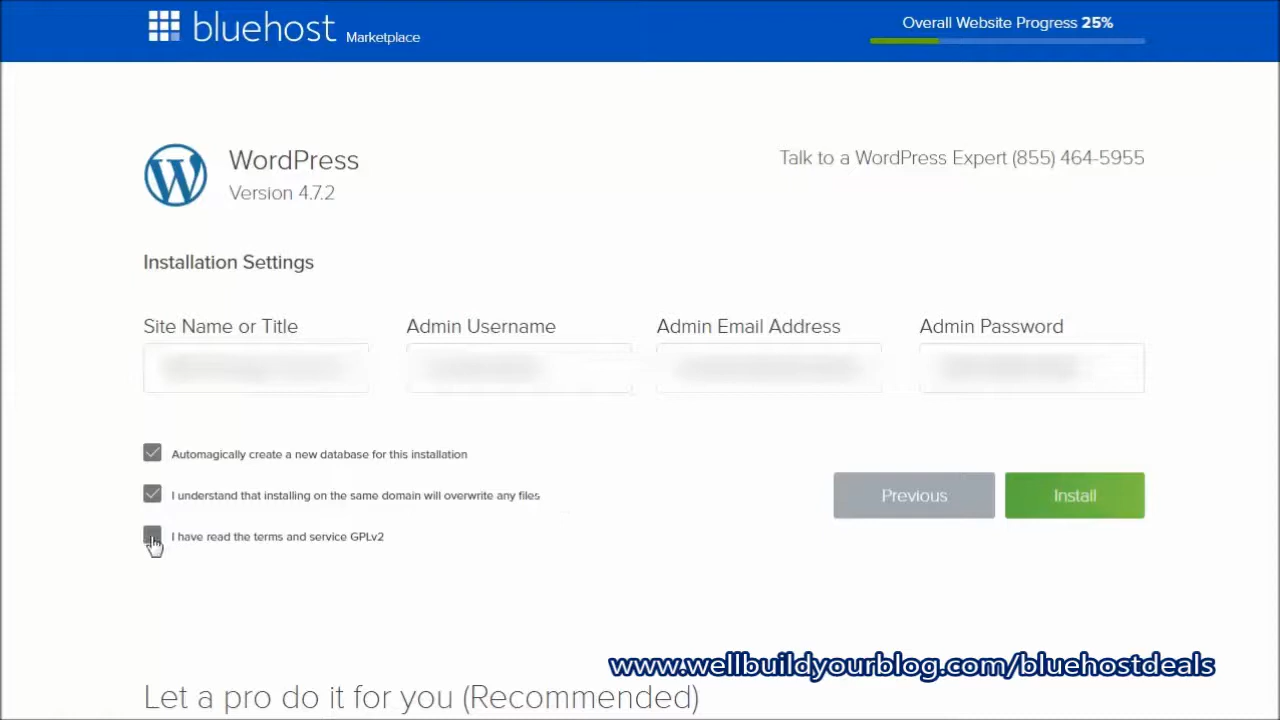 bluehost Marketplace
Overall Website Progress 25%
WordPress
Version 4.7.2
Talk to a WordPress Expert (855) 464-5955
Installation Settings
Site Name or Title
Admin Username
Admin Email Address
Admin Password
Automagically create a new database for this installation
I understand that installing on the same domain will overwrite any files
I have read the terms and service GPLv2
Previous
Install
www.wellbuildyourblog.com/bluehostdeals
Let a pro do it for you (Recommended)